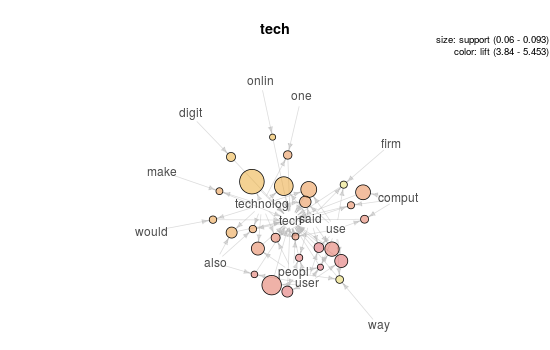 tech
size: support (0.06 - 0.093)
color: lift (3.84 - 5.453)
onlin
one
digit
firm
make
comput
technolog
said
tech
use
would
also
peopl
user
way